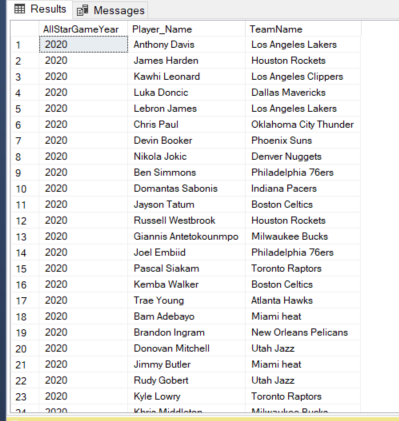 Results Messages
AllStarGameYear Player_Name TeamName
1 2020 Anthony Davis Los Angeles Lakers
2 2020 James Harden Houston Rockets
3 2020 Kawhi Leonard Los Angeles Clippers
4 2020 Luka Doncic Dallas Mavericks
5 2020 Lebron James Los Angeles Lakers
6 2020 Chris Paul Oklahoma City Thunder
7 2020 Devin Booker Phoenix Suns
8 2020 Nikola Jokic Denver Nuggets
9 2020 Ben Simmons Philadelphia 76ers
10 2020 Domantas Sabonis Indiana Pacers
11 2020 Jayson Tatum Boston Celtics
12 2020 Russell Westbrook Houston Rockets
13 2020 Giannis Antetokounmpo Milwaukee Bucks
14 2020 Joel Embiid Philadelphia 76ers
15 2020 Pascal Siakam Toronto Raptors
16 2020 Kemba Walker Boston Celtics
17 2020 Trae Young Atlanta Hawks
18 2020 Bam Adebayo Miami heat
19 2020 Brandon Ingram New Orleans Pelicans
20 2020 Donovan Mitchell Utah Jazz
21 2020 Jimmy Butler Miami heat
22 2020 Rudy Gobert Utah Jazz
23 2020 Kyle Lowry Toronto Raptors
24 2020 Khris Middleton Milwaukee Bucks